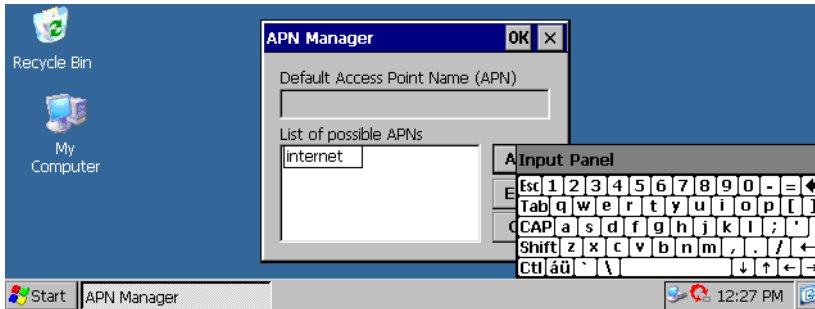 Recycle Bin
My
Computer
APN Manager
OK
Default Access Point Name (APN)
List of possible APNs
internet
Input Panel
Esc 1 2 3 4 5 6 7 8 9 0 - =
Tab q w e r t y u i o p [ ]
CAP a s d f g h j k l ; '
Shift z x c v b n m , . / ←
Ctl áü ` \ ↓ ↑ ← →
Start
APN Manager
12:27 PM